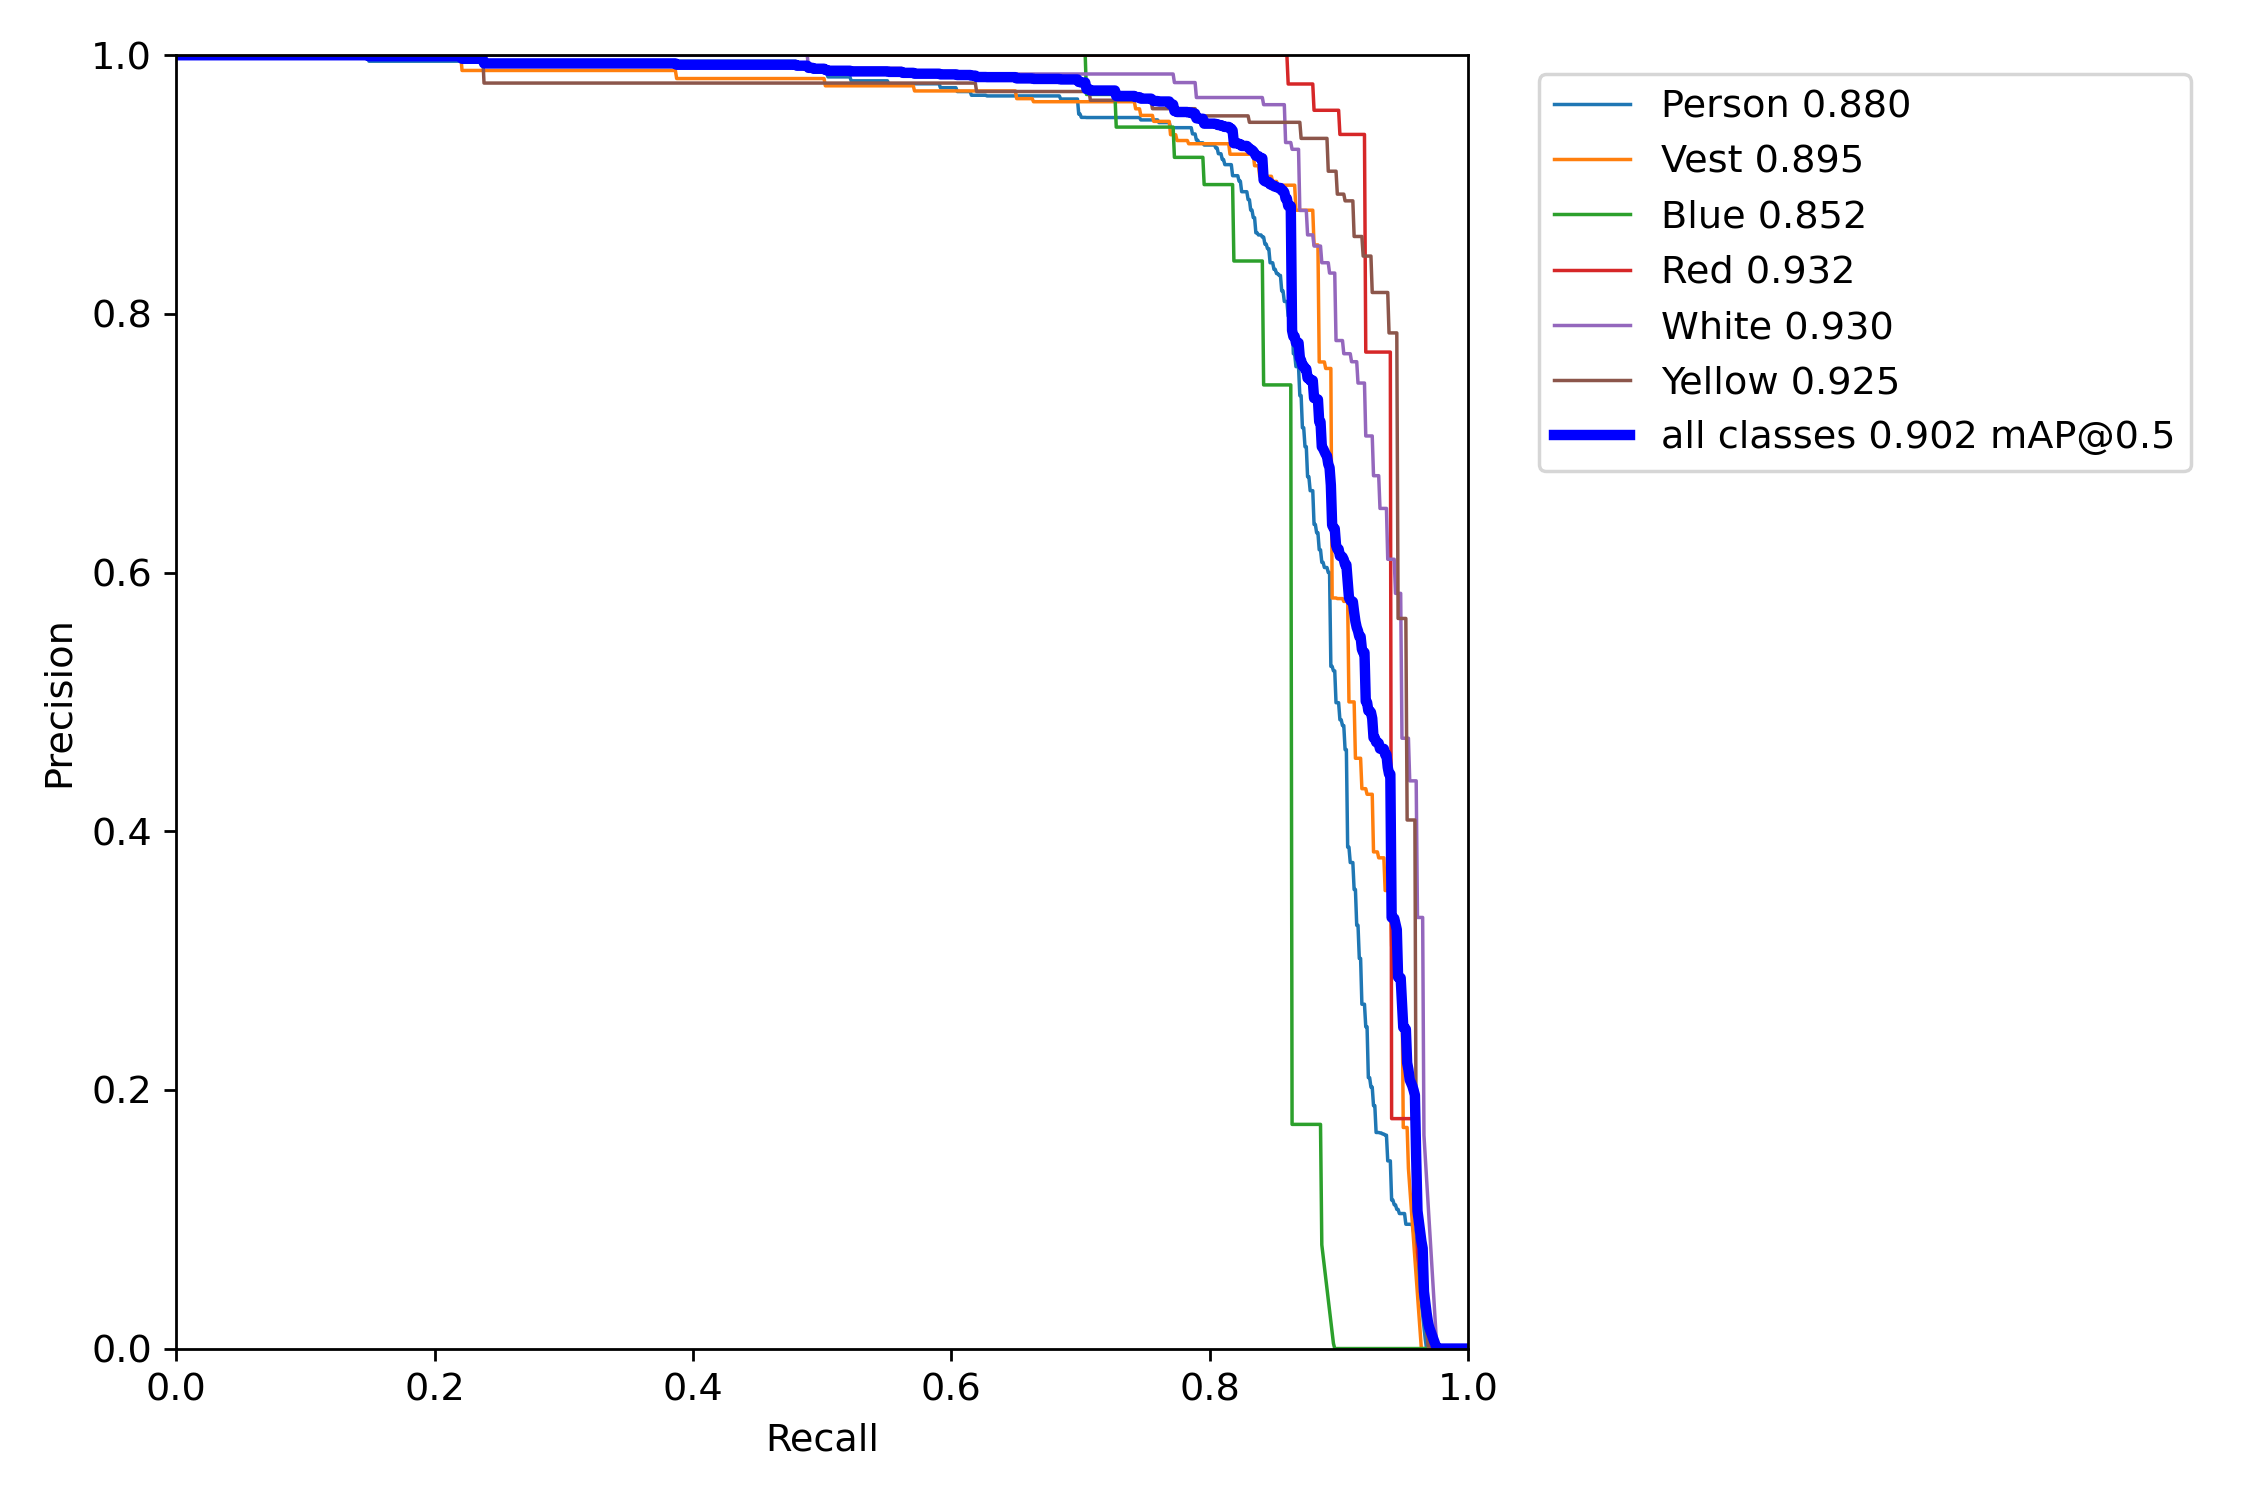 1.0
0.8
0.6
0.4
0.2
0.0
Precision
0.0 0.2 0.4 0.6 0.8 1.0
Recall
Person 0.880
Vest 0.895
Blue 0.852
Red 0.932
White 0.930
Yellow 0.925
all classes 0.902 mAP@0.5